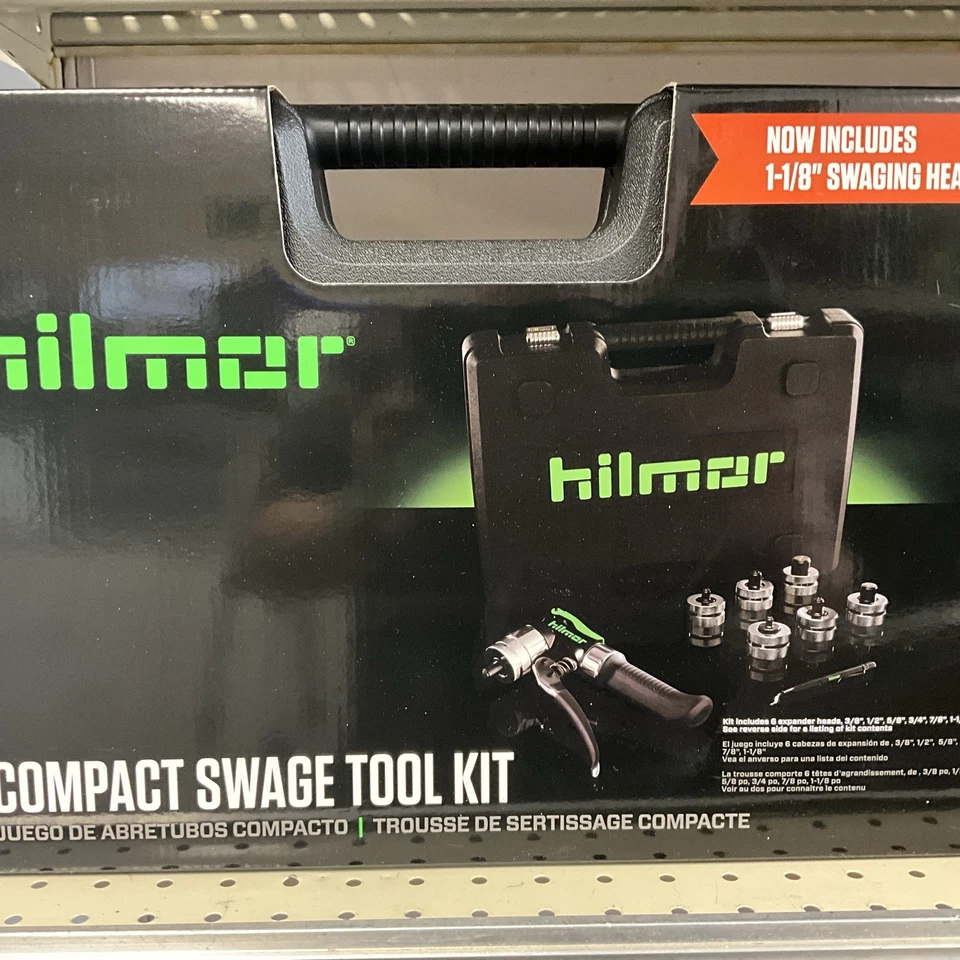 NOW INCLUDES
1-1/8" SWAGING HEA
hilmor®
hilmor
hilmor
Kit includes 6 expander heads, 3/8", 1/2", 5/8", 3/4", 7/8", 1-1/
See reverse side for a listing of kit contents
El juego incluye 6 cabezas de expansión de , 3/8", 1/2", 5/8",
7/8", 1-1/8"
Vea el anverso para una lista del contenido
La trousse comporte 6 têtes d'agrandissement, de , 3/8 po, 1/
5/8 po, 3/4 po, 7/8 po, 1-1/8 po
Voir au dos pour connaître le contenu
COMPACT SWAGE TOOL KIT
JUEGO DE ABRETUBOS COMPACTO | TROUSSE DE SERTISSAGE COMPACTE